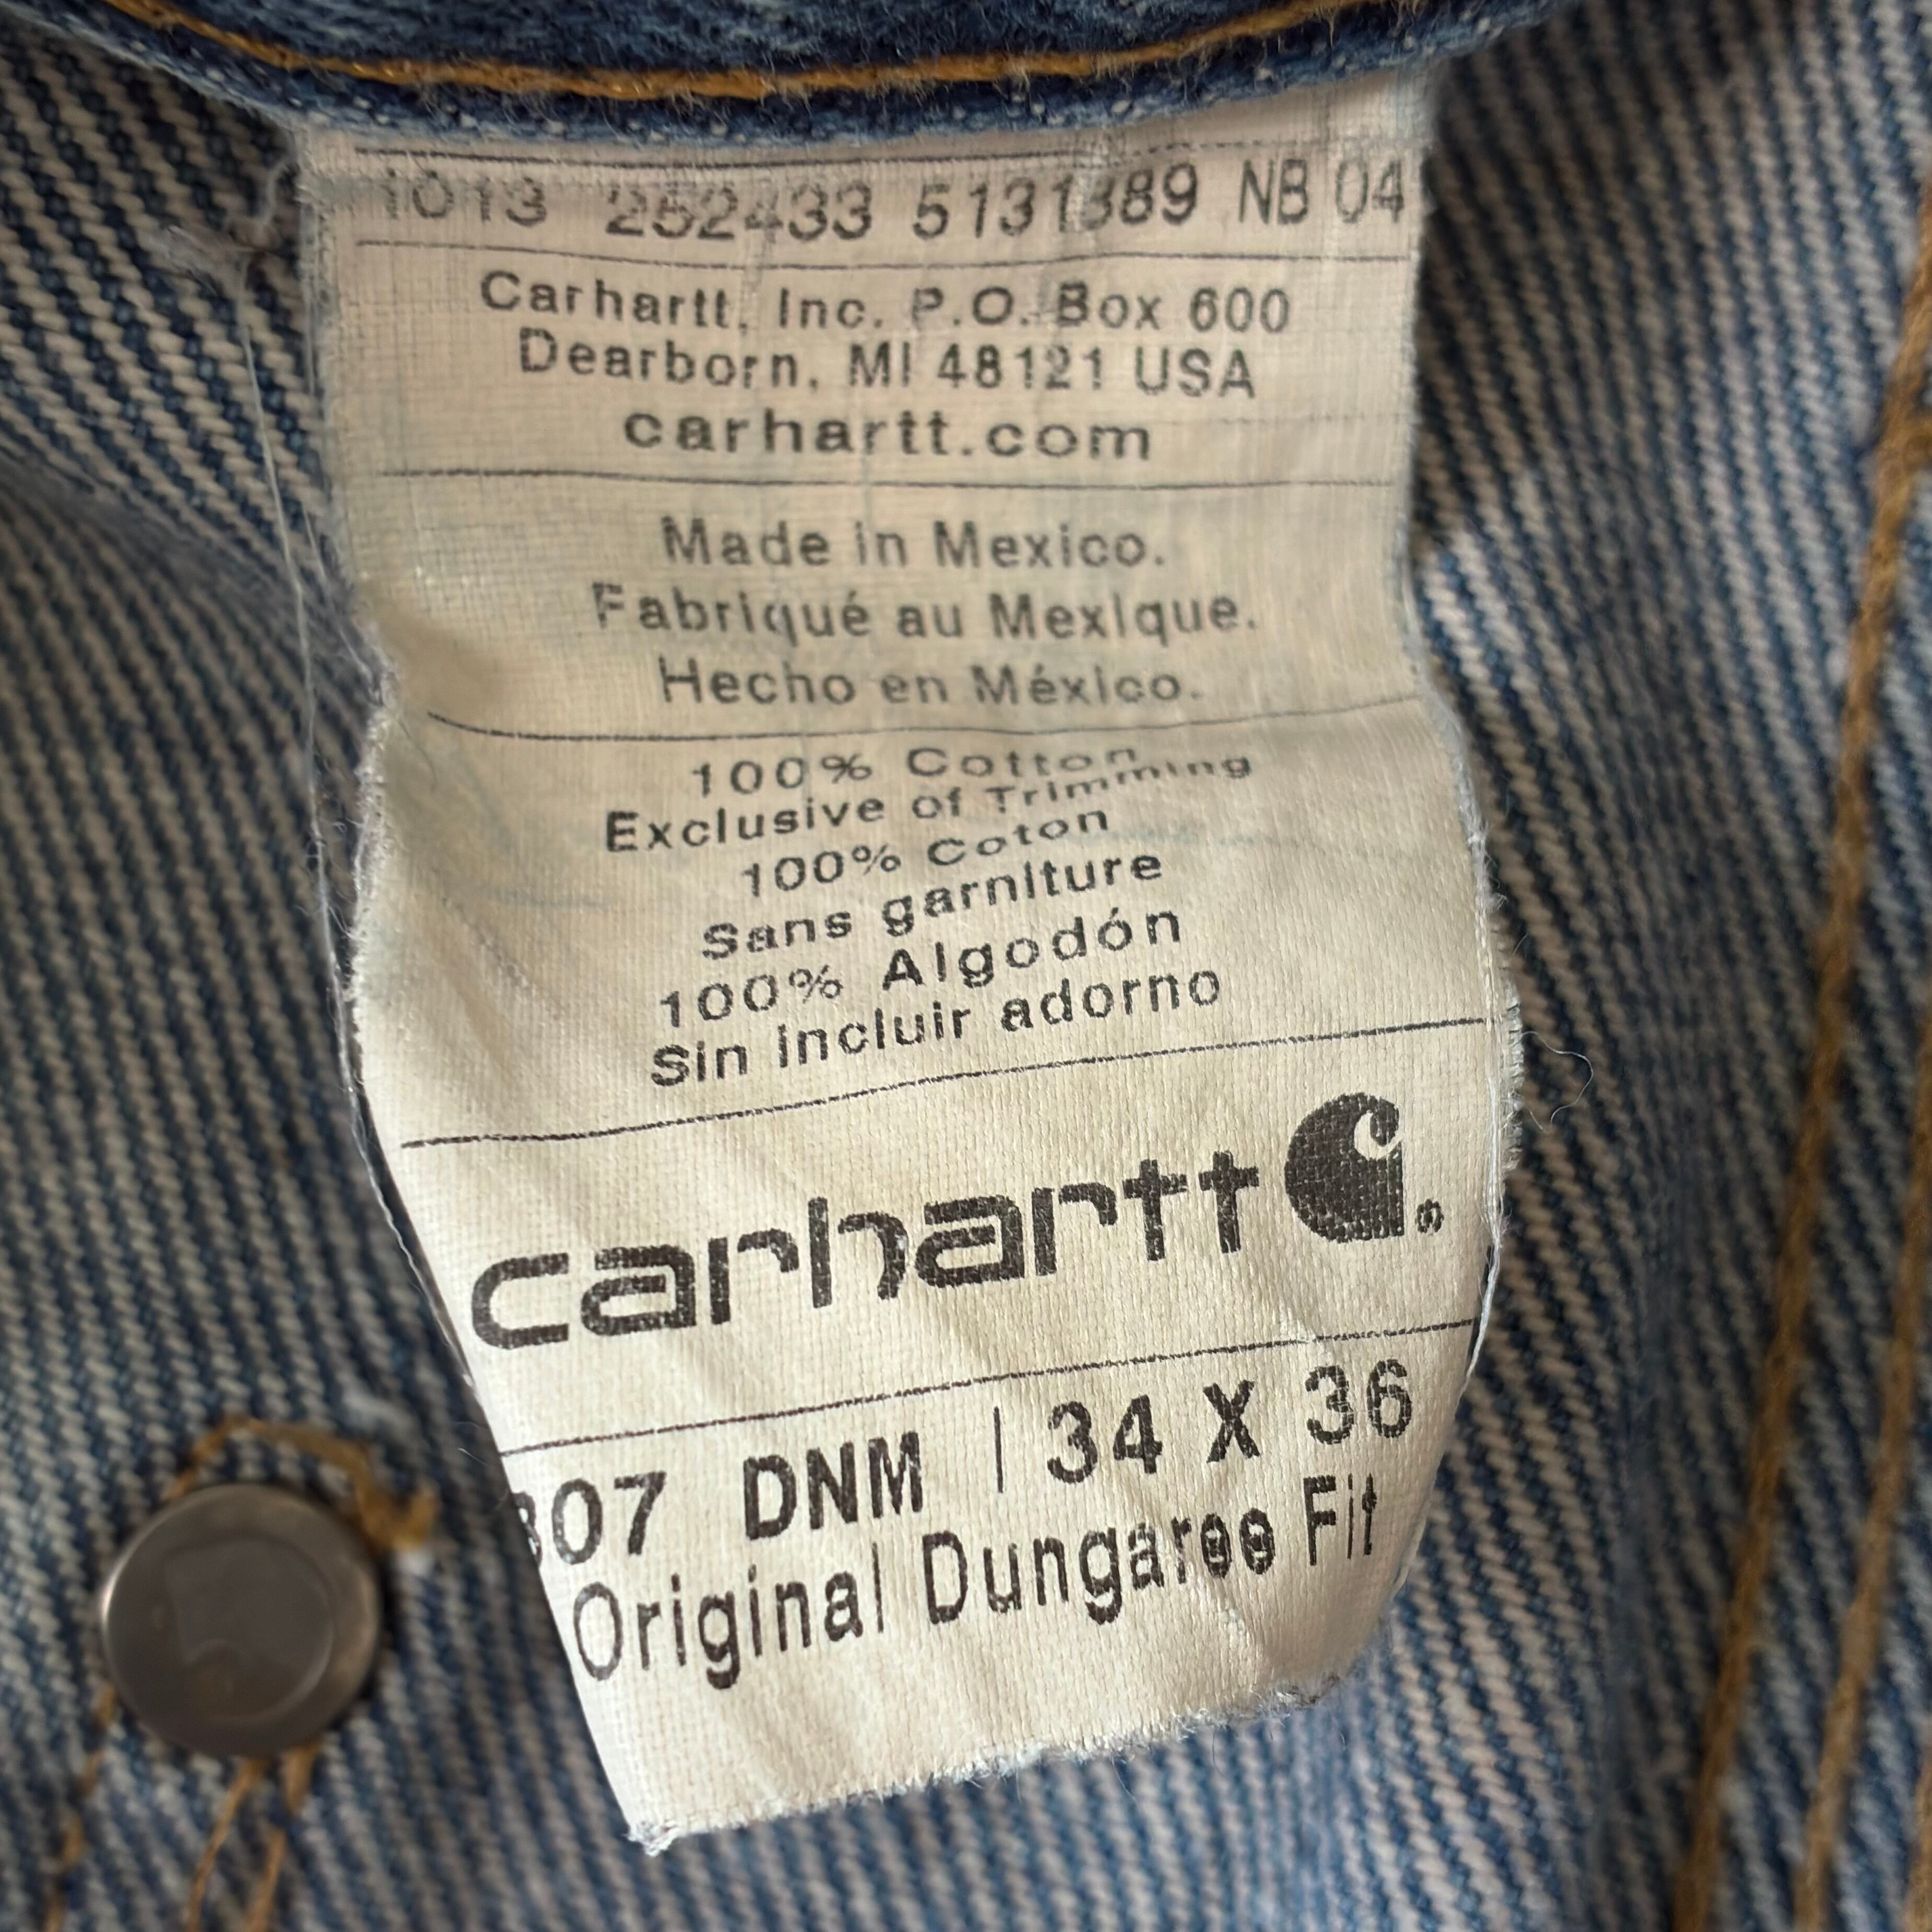 1013 252433 5131389 NB 04
Carhartt, Inc. P.O. Box 600
Dearborn, MI 48121 USA
carhartt.com
Made in Mexico.
Fabriqué au Mexique.
Hecho en México.
100% Cotton
Exclusive of Trimming
100% Coton
Sans garniture
100% Algodón
Sin incluir adorno
carhartt
DNM | 34 X 36
Original Dungaree Fit